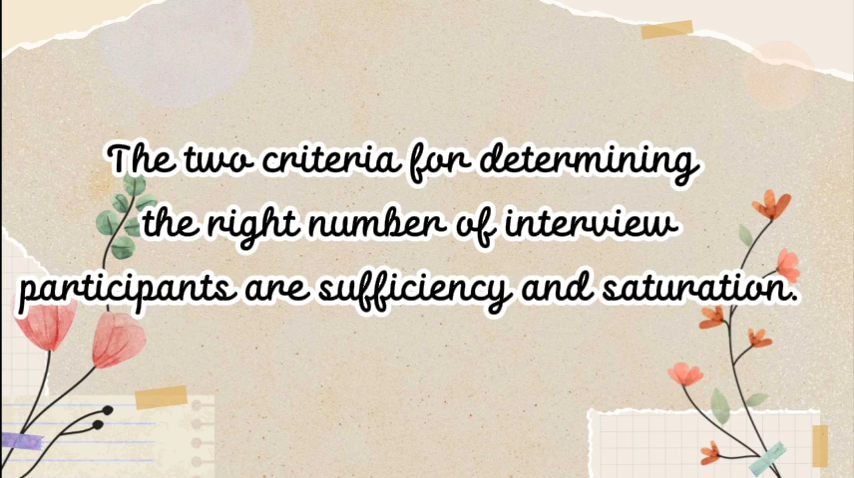 The two criteria for determining
the right number of interview
participants are sufficiency and saturation.